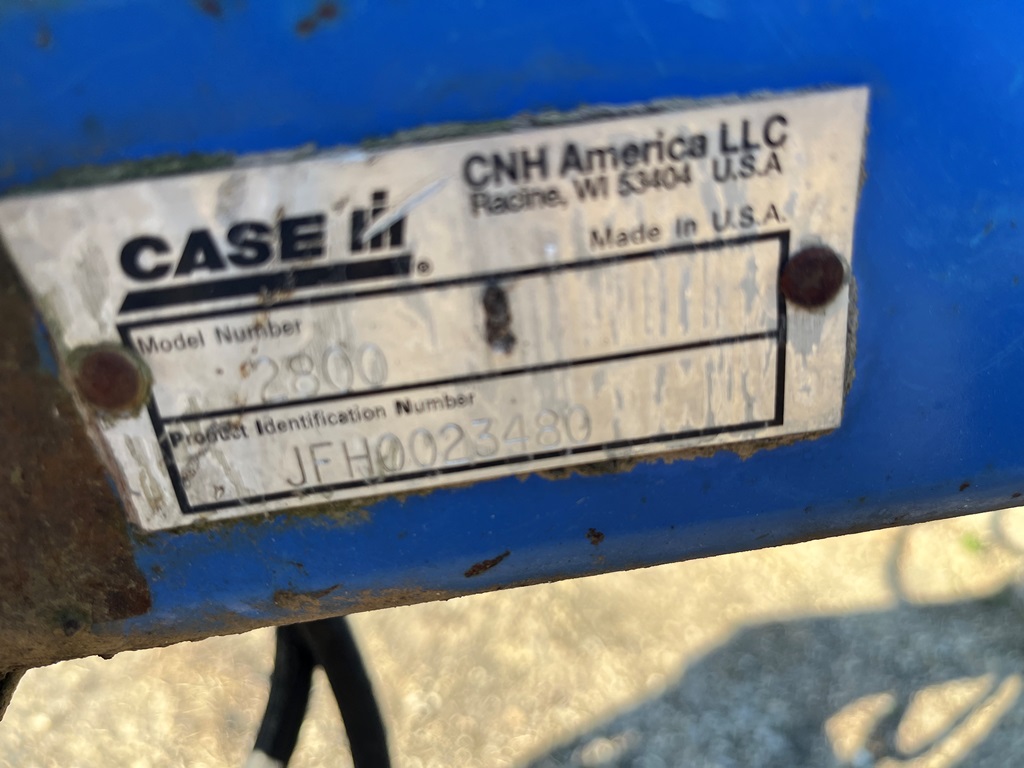 CNH America LLC
Racine, WI 53404 U.S.A
Made In U.S.A.
CASE IH
®
Model Number
2800
Product Identification Number
JFH0023480